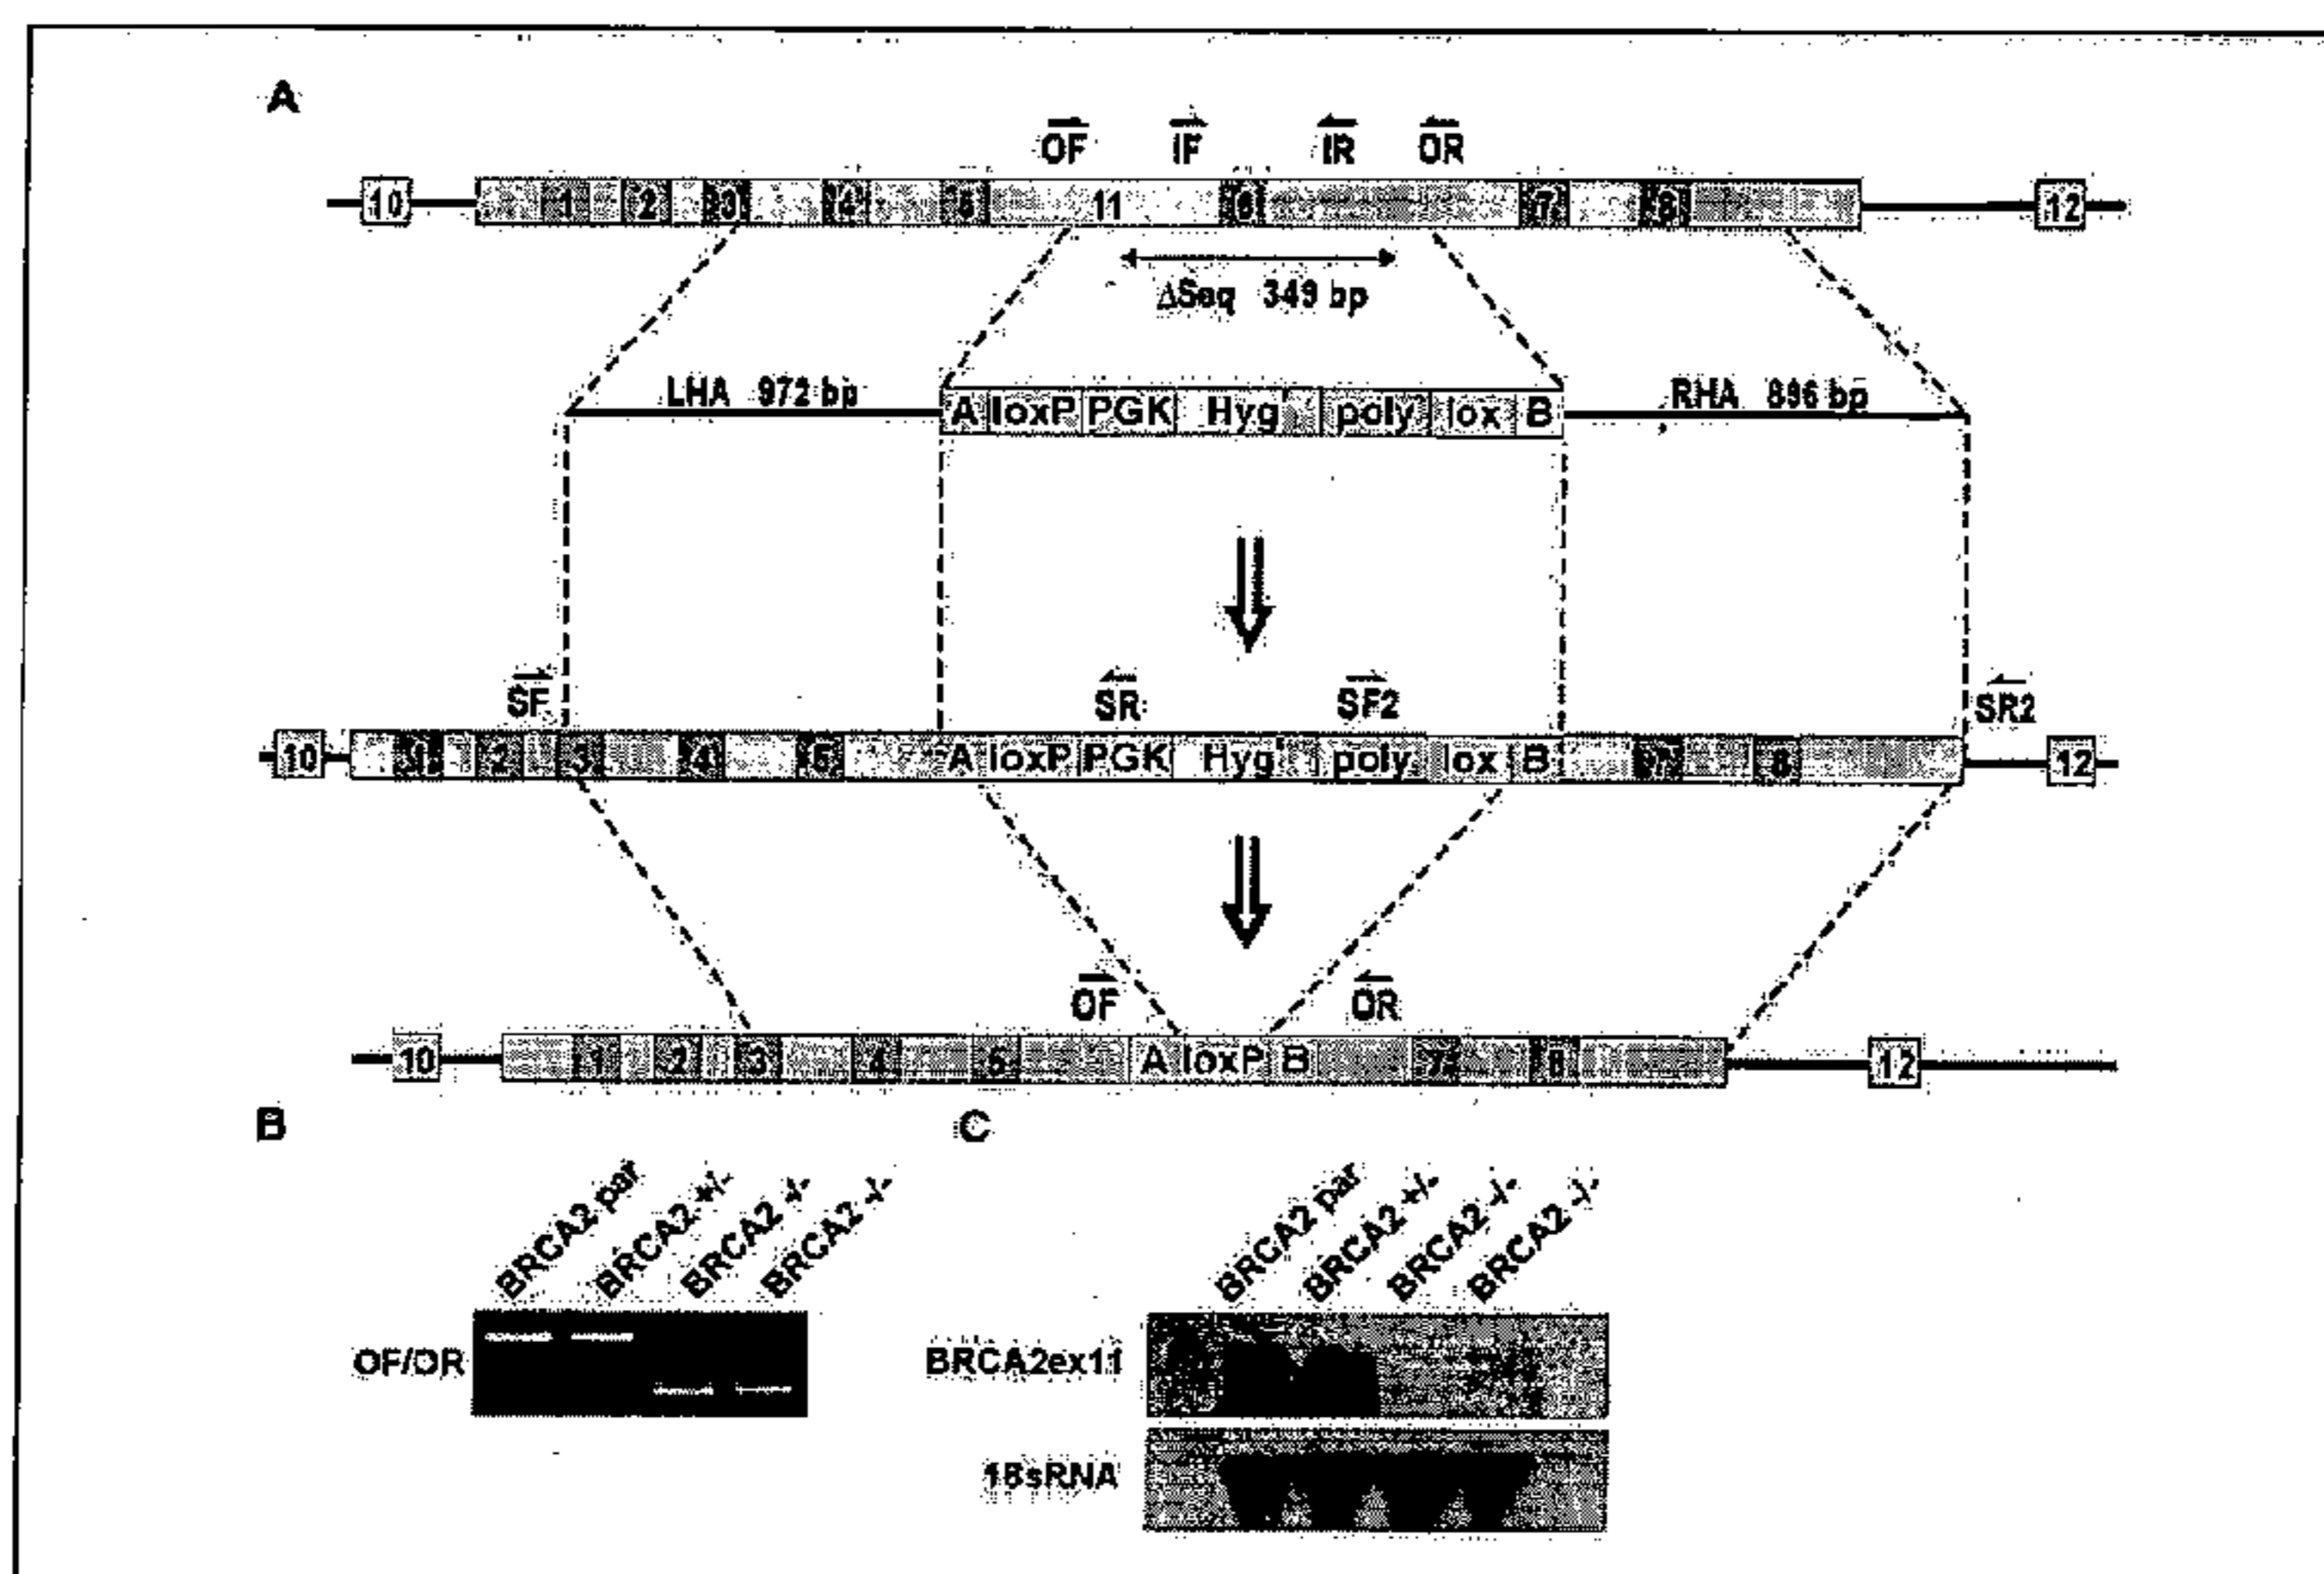 A
OF IF IR OR
10 1 2 3 4 5 11 6 7 8 12
ΔSeq 349 bp
LHA 972 bp
RHA 896 bp
A loxP PGK Hyg poly lox B
SF SR SF2 SR2
10 1 2 3 4 5 A loxP PGK Hyg poly lox B 7 8 12
OF OR
10 1 2 3 4 5 A loxP B 7 8 12
B
C
BRCA2 par
BRCA2 +/-
BRCA2 -/-
BRCA2 -/-
BRCA2 par
BRCA2 +/-
BRCA2 -/-
BRCA2 -/-
OF/OR
BRCA2ex11
18sRNA